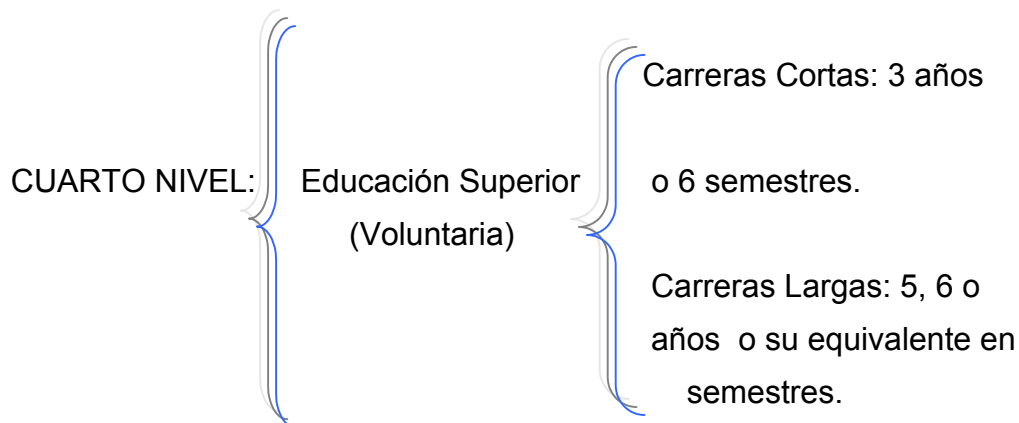 CUARTO NIVEL:
Educación Superior
(Voluntaria)
Carreras Cortas: 3 años
o 6 semestres.
Carreras Largas: 5, 6 o
años o su equivalente en
semestres.